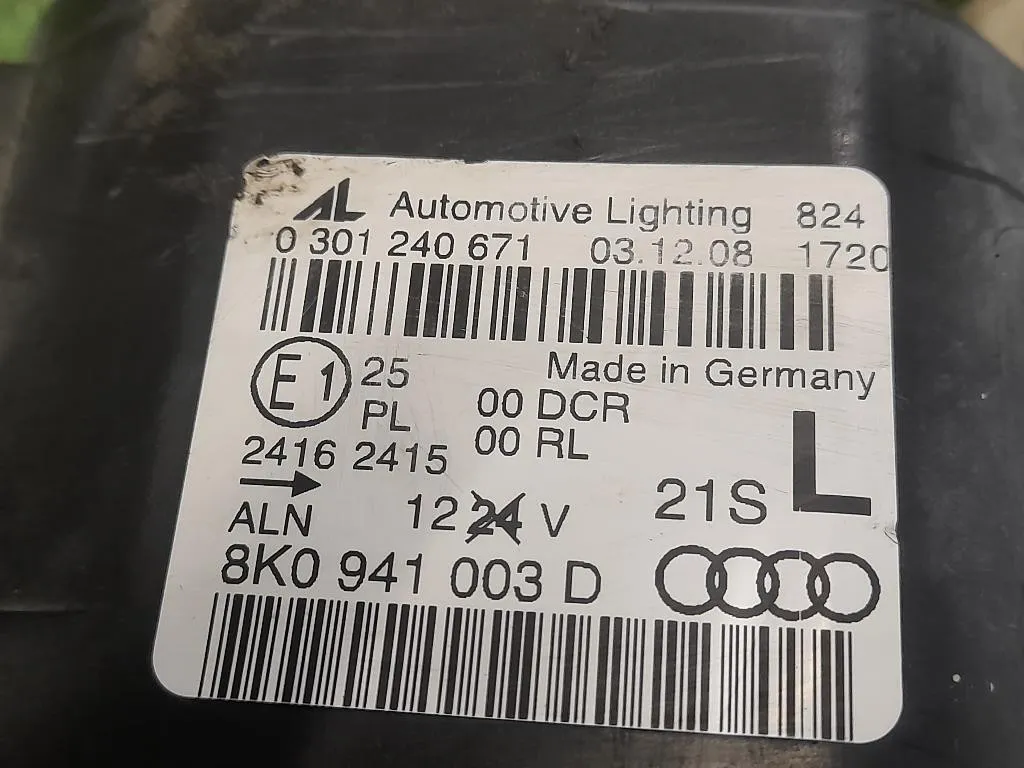 AL Automotive Lighting 824
0 301 240 671 03.12.08 1720
Made in Germany
E1 25
PL 00 DCR
00 RL
2416 2415
L
21S
ALN 12 24 V
8K0 941 003 D